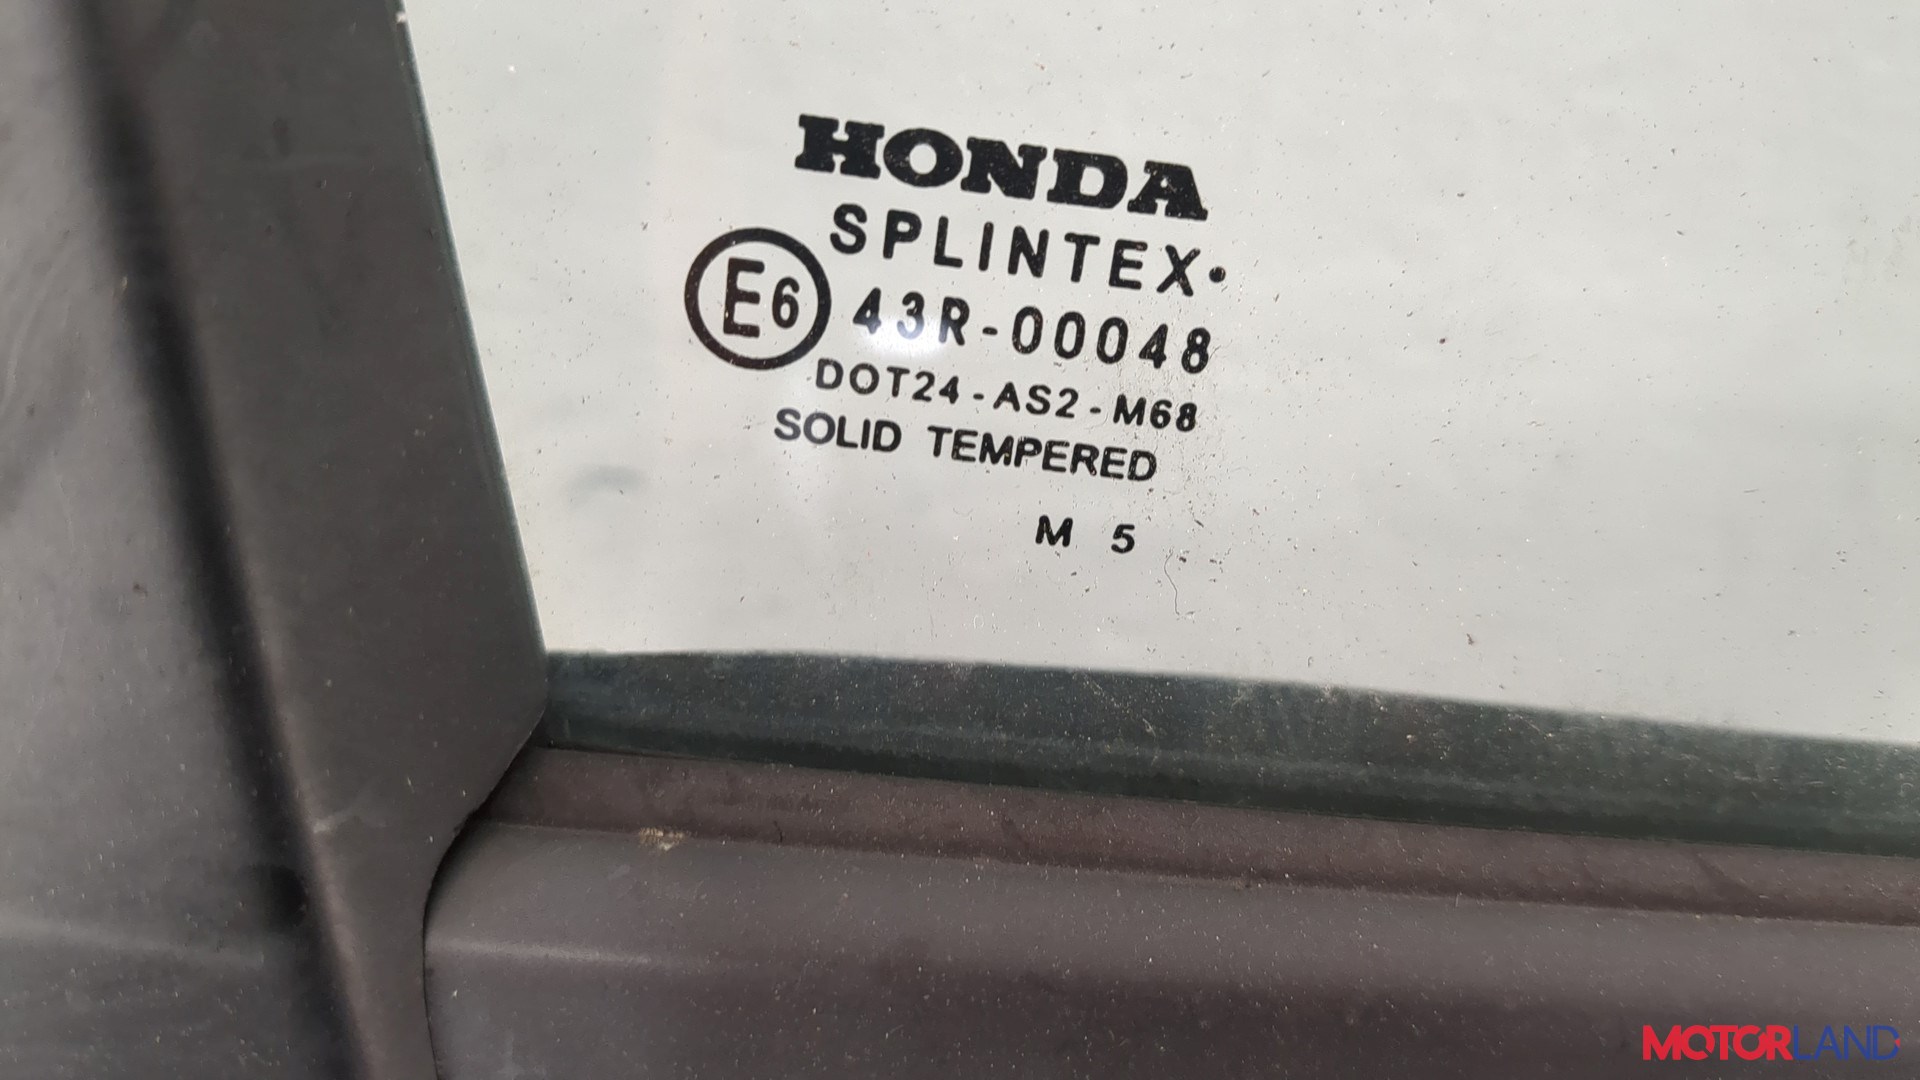 HONDA
SPLINTEX·
E6 43R-00048
DOT24-AS2-M68
SOLID TEMPERED
M 5
MOTORLAND